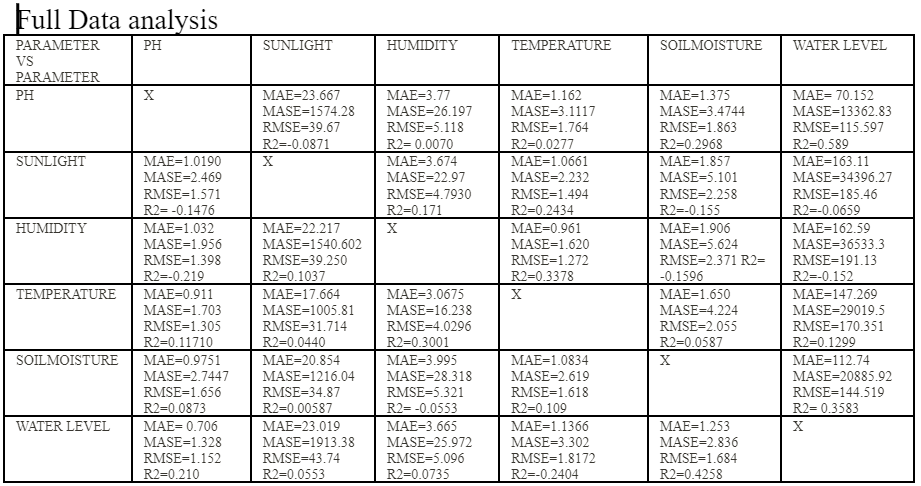 Full Data analysis
PARAMETER VS PARAMETER | PH | SUNLIGHT | HUMIDITY | TEMPERATURE | SOILMOISTURE | WATER LEVEL
PH | X | MAE=23.667 MASE=1574.28 RMSE=39.67 R2=-0.0871 | MAE=3.77 MASE=26.197 RMSE=5.118 R2= 0.0070 | MAE=1.162 MASE=3.1117 RMSE=1.764 R2=0.0277 | MAE=1.375 MASE=3.4744 RMSE=1.863 R2=0.2968 | MAE= 70.152 MASE=13362.83 RMSE=115.597 R2=0.589
SUNLIGHT | MAE=1.0190 MASE=2.469 RMSE=1.571 R2= -0.1476 | X | MAE=3.674 MASE=22.97 RMSE=4.7930 R2=0.171 | MAE=1.0661 MASE=2.232 RMSE=1.494 R2=0.2434 | MAE=1.857 MASE=5.101 RMSE=2.258 R2=-0.155 | MAE=163.11 MASE=34396.27 RMSE=185.46 R2=-0.0659
HUMIDITY | MAE=1.032 MASE=1.956 RMSE=1.398 R2=-0.219 | MAE=22.217 MASE=1540.602 RMSE=39.250 R2=0.1037 | X | MAE=0.961 MASE=1.620 RMSE=1.272 R2=0.3378 | MAE=1.906 MASE=5.624 RMSE=2.371 R2= -0.1596 | MAE=162.59 MASE=36533.3 RMSE=191.13 R2=-0.152
TEMPERATURE | MAE=0.911 MASE=1.703 RMSE=1.305 R2=0.11710 | MAE=17.664 MASE=1005.81 RMSE=31.714 R2=0.0440 | MAE=3.0675 MASE=16.238 RMSE=4.0296 R2=0.3001 | X | MAE=1.650 MASE=4.224 RMSE=2.055 R2=0.0587 | MAE=147.269 MASE=29019.5 RMSE=170.351 R2=0.1299
SOILMOISTURE | MAE=0.9751 MASE=2.7447 RMSE=1.656 R2=0.0873 | MAE=20.854 MASE=1216.04 RMSE=34.87 R2=0.00587 | MAE=3.995 MASE=28.318 RMSE=5.321 R2= -0.0553 | MAE=1.0834 MASE=2.619 RMSE=1.618 R2=0.109 | X | MAE=112.74 MASE=20885.92 RMSE=144.519 R2= 0.3583
WATER LEVEL | MAE= 0.706 MASE=1.328 RMSE=1.152 R2=0.210 | MAE=23.019 MASE=1913.38 RMSE=43.74 R2=0.0553 | MAE=3.665 MASE=25.972 RMSE=5.096 R2=0.0735 | MAE=1.1366 MASE=3.302 RMSE=1.8172 R2=-0.2404 | MAE=1.253 MASE=2.836 RMSE=1.684 R2=0.4258 | X